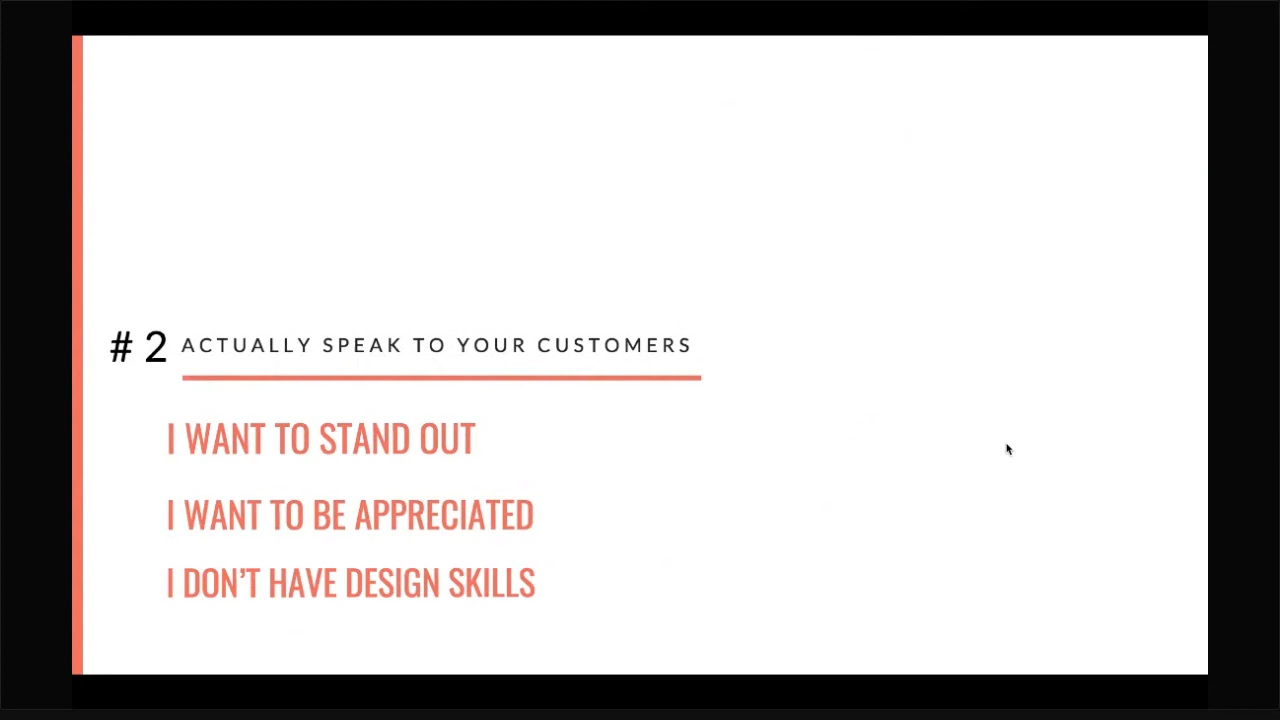 # 2 ACTUALLY SPEAK TO YOUR CUSTOMERS
I WANT TO STAND OUT
I WANT TO BE APPRECIATED
I DON’T HAVE DESIGN SKILLS